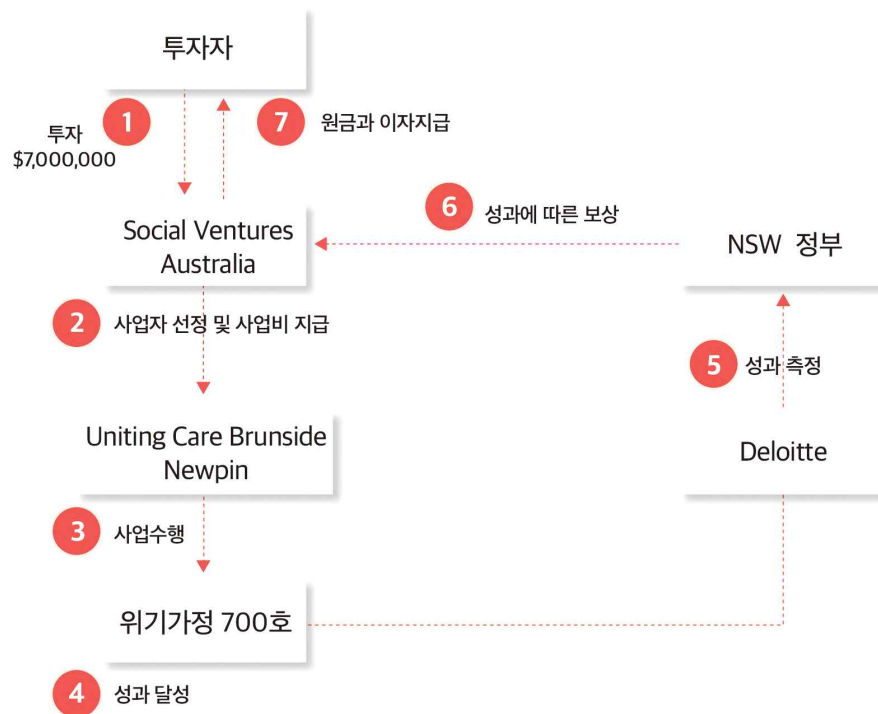 투자자
1
투자
$7,000,000
7
원금과 이자지급
Social Ventures
Australia
6
성과에 따른 보상
NSW 정부
2
사업자 선정 및 사업비 지급
5
성과 측정
Uniting Care Brunside
Newpin
Deloitte
3
사업수행
위기가정 700호
4
성과 달성